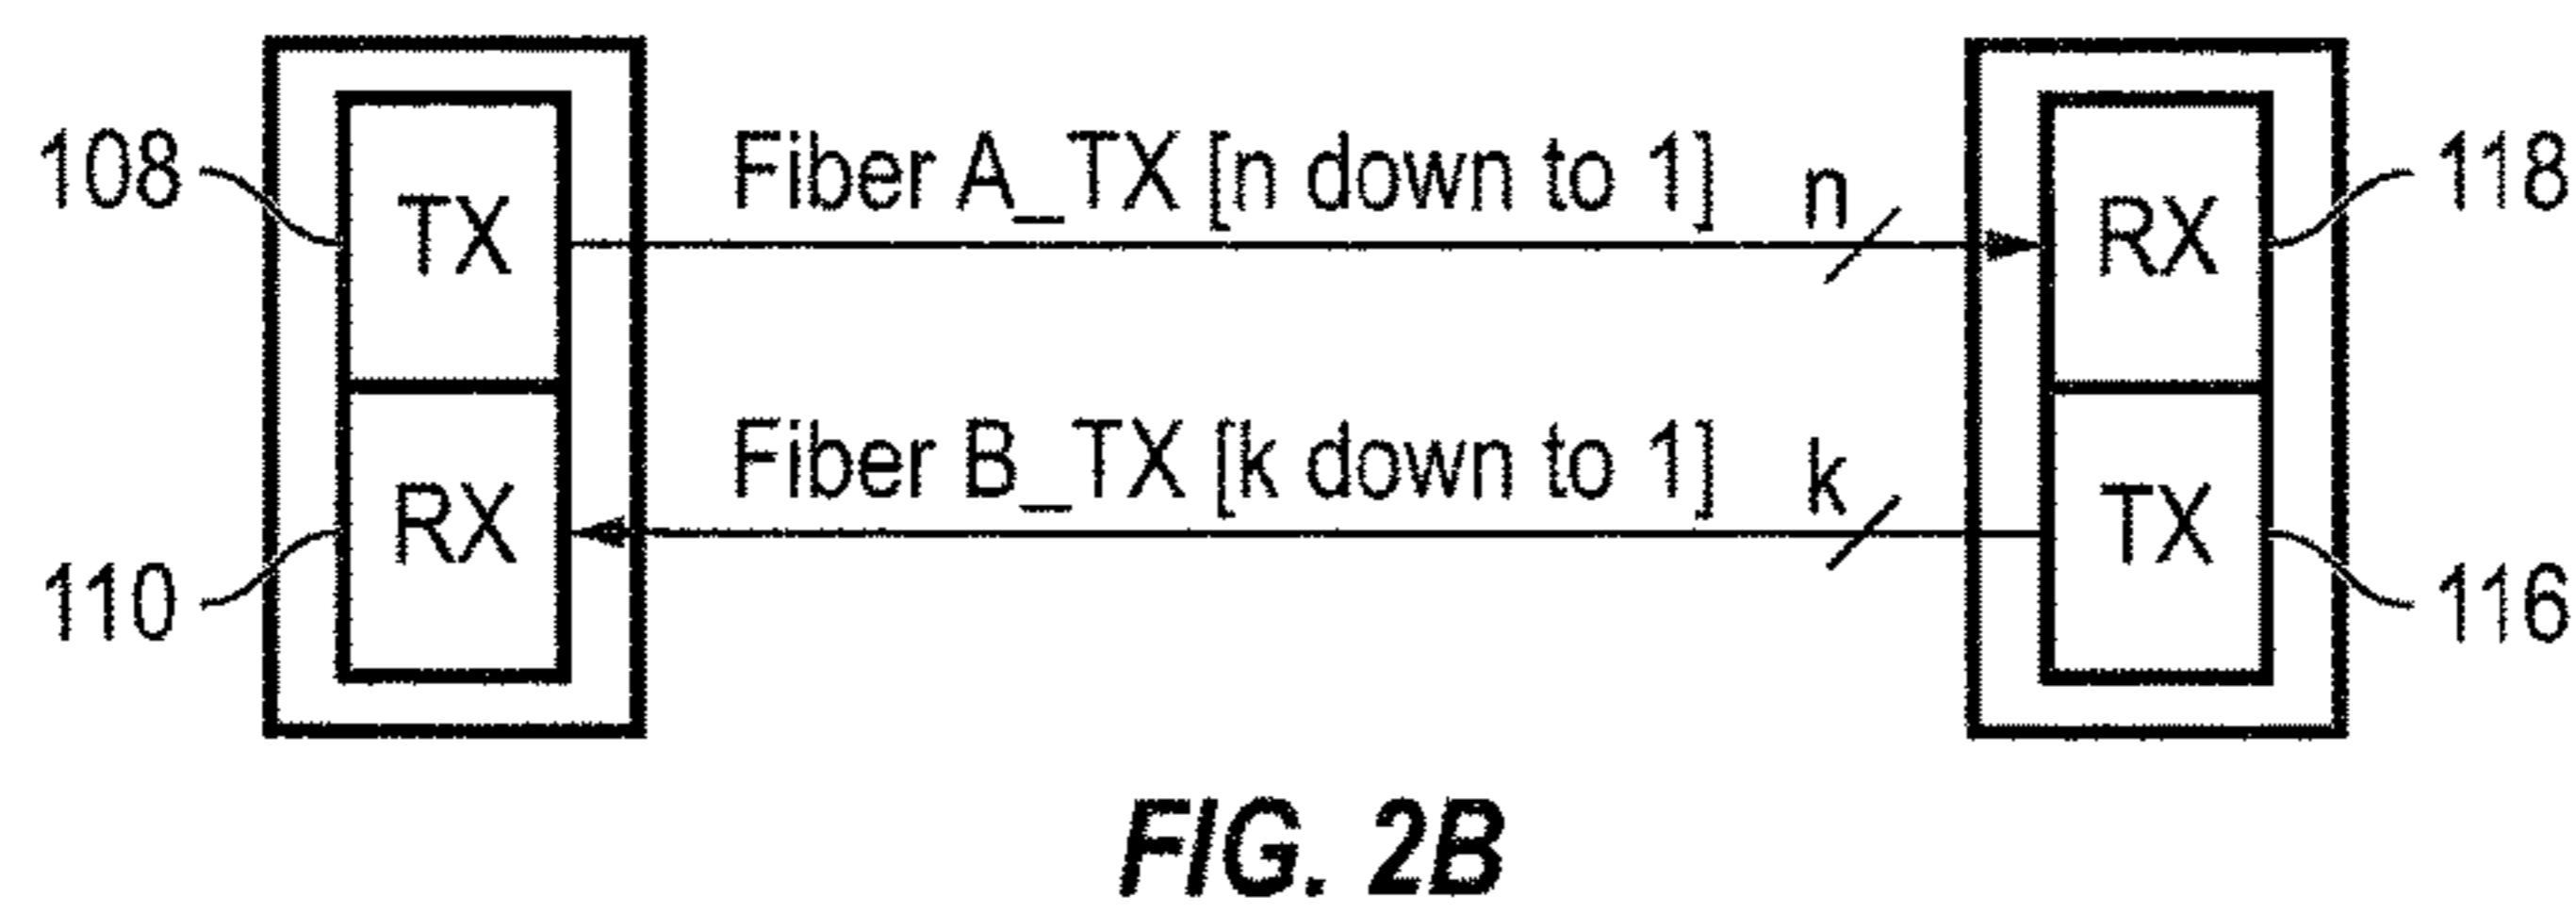 108
TX
Fiber A_TX [n down to 1]
n
RX
118
110
RX
Fiber B_TX [k down to 1]
k
TX
116
FIG. 2B